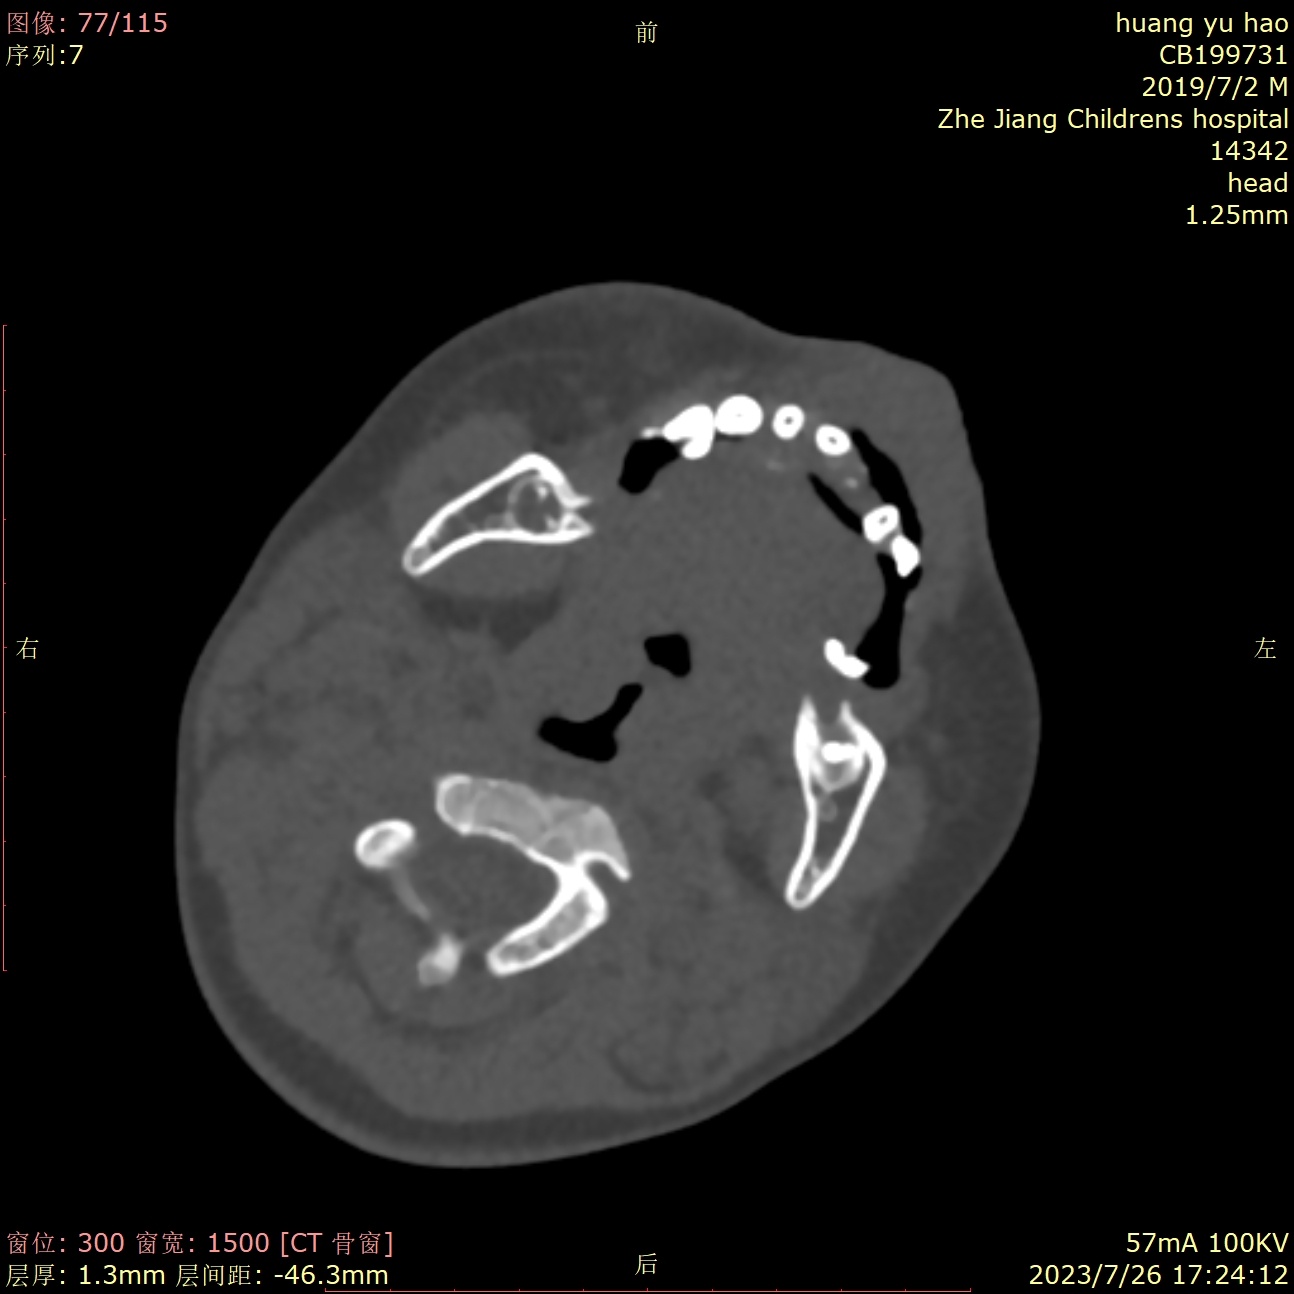 图像: 77/115
序列:7
前
huang yu hao
CB199731
2019/7/2 M
Zhe Jiang Childrens hospital
14342
head
1.25mm
右
左
窗位: 300 窗宽: 1500 [CT 骨窗]
层厚: 1.3mm 层间距: -46.3mm
后
57mA 100KV
2023/7/26 17:24:12